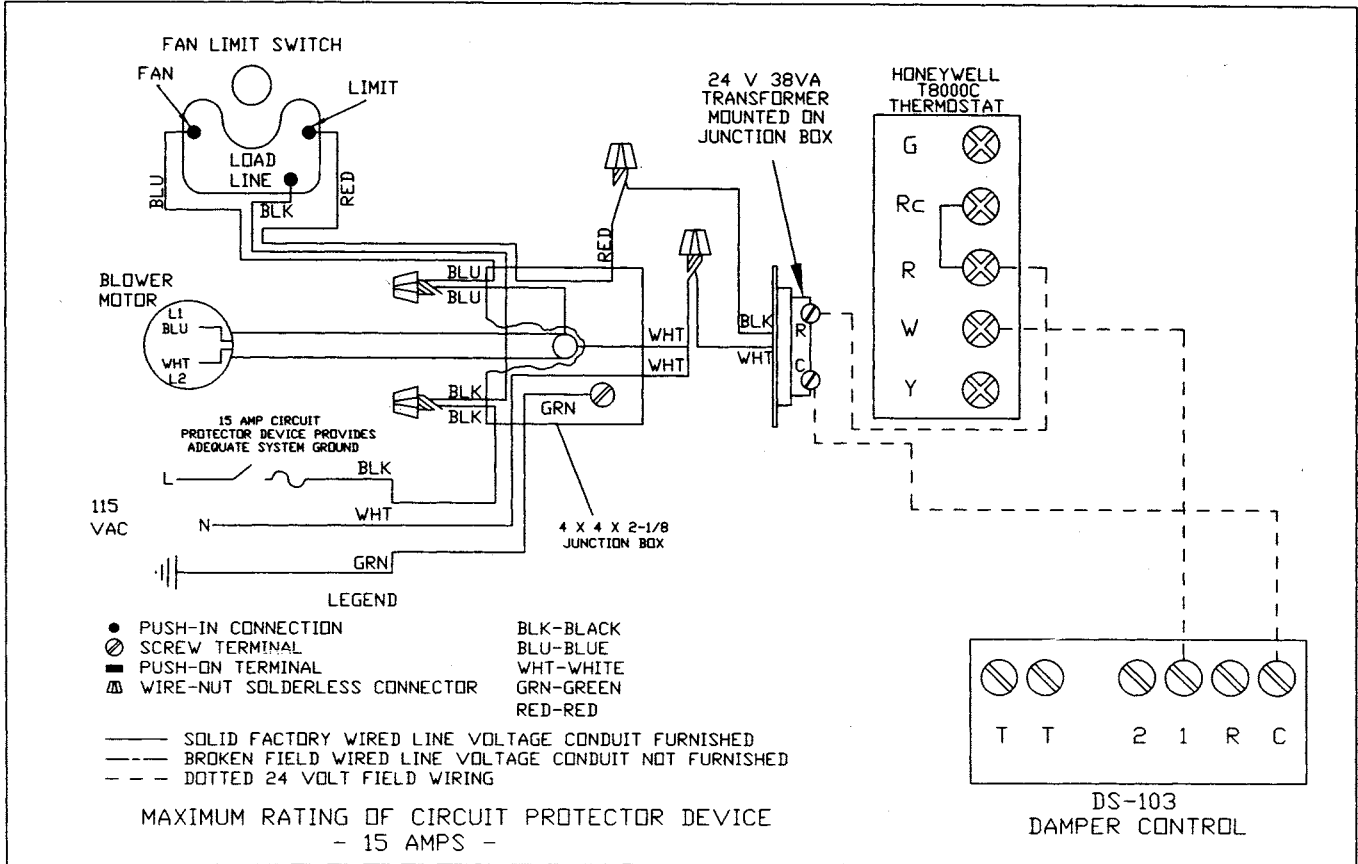 FAN LIMIT SWITCH
FAN
LIMIT
LOAD
LINE
BLU
BLK
RED
24 V 38VA
TRANSFORMER
MOUNTED ON
JUNCTION BOX
HONEYWELL
T8000C
THERMOSTAT
G
Rc
R
W
Y
RED
BLOWER
MOTOR
L1
BLU
WHT
L2
BLU
BLU
WHT
WHT
BLK
WHT
R
C
BLK
BLK
GRN
15 AMP CIRCUIT
PROTECTOR DEVICE PROVIDES
ADEQUATE SYSTEM GROUND
L
BLK
115
VAC
N
WHT
GRN
4 X 4 X 2-1/8
JUNCTION BOX
LEGEND
PUSH-IN CONNECTION
SCREW TERMINAL
PUSH-ON TERMINAL
WIRE-NUT SOLDERLESS CONNECTOR
BLK-BLACK
BLU-BLUE
WHT-WHITE
GRN-GREEN
RED-RED
SOLID FACTORY WIRED LINE VOLTAGE CONDUIT FURNISHED
BROKEN FIELD WIRED LINE VOLTAGE CONDUIT NOT FURNISHED
DOTTED 24 VOLT FIELD WIRING
MAXIMUM RATING OF CIRCUIT PROTECTOR DEVICE
- 15 AMPS -
T T 2 1 R C
DS-103
DAMPER CONTROL